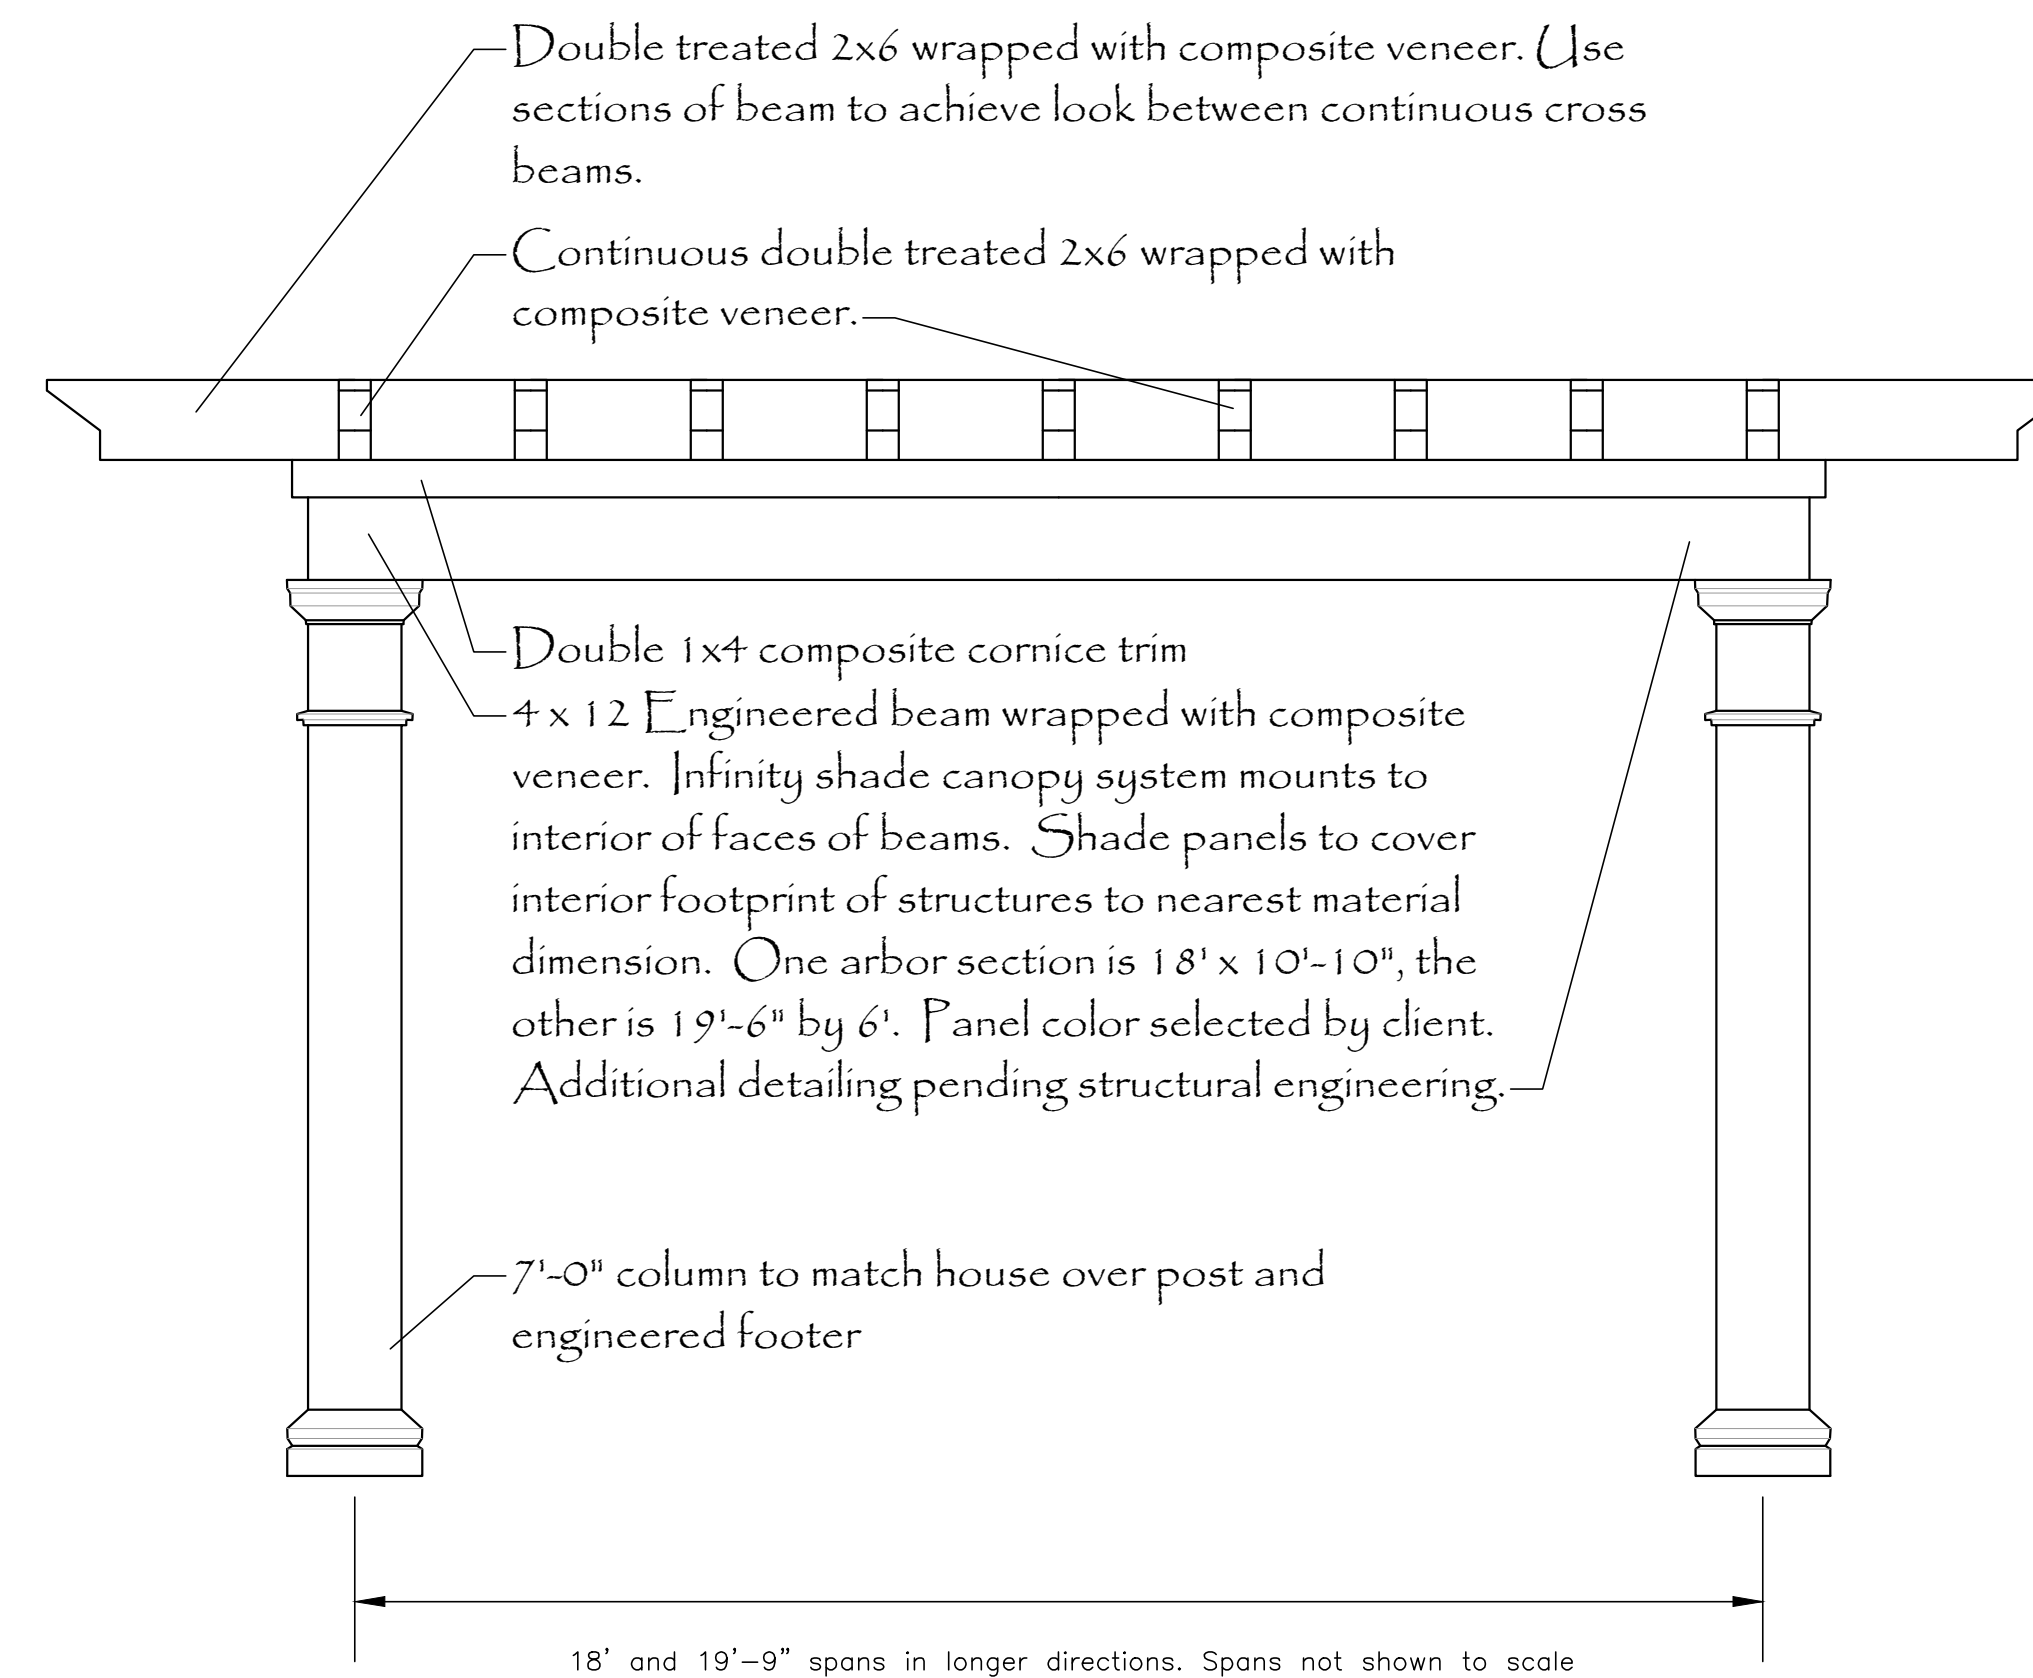 Double treated 2x6 wrapped with composite veneer. Use
sections of beam to achieve look between continuous cross
beams.
Continuous double treated 2x6 wrapped with
composite veneer.
Double 1x4 composite cornice trim
4 x 12 Engineered beam wrapped with composite
veneer.  Infinity shade canopy system mounts to
interior of faces of beams.  Shade panels to cover
interior footprint of structures to nearest material
dimension.  One arbor section is 18' x 10'-10", the
other is 19'-6" by 6'.  Panel color selected by client.
Additional detailing pending structural engineering.
7'-0" column to match house over post and
engineered footer
18' and 19'-9" spans in longer directions. Spans not shown to scale